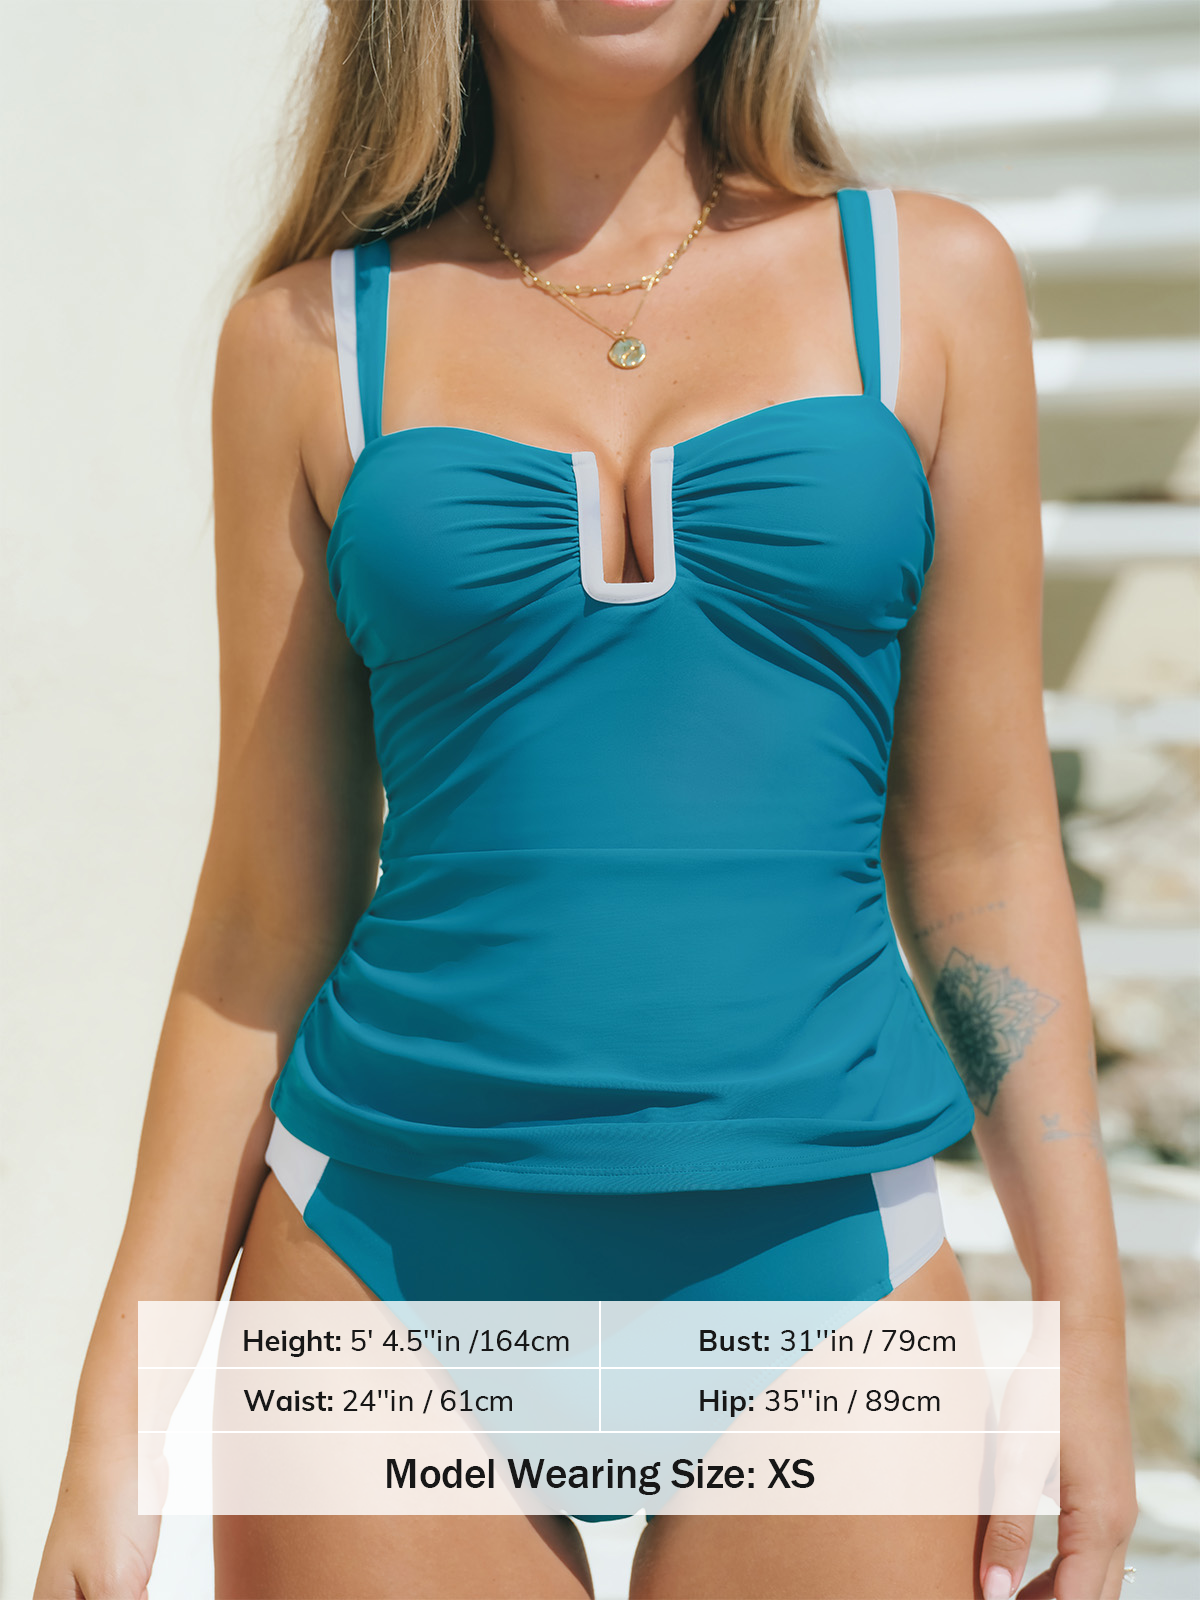 Height: 5' 4.5''in /164cm
Bust: 31''in / 79cm
Waist: 24''in / 61cm
Hip: 35''in / 89cm
Model Wearing Size: XS